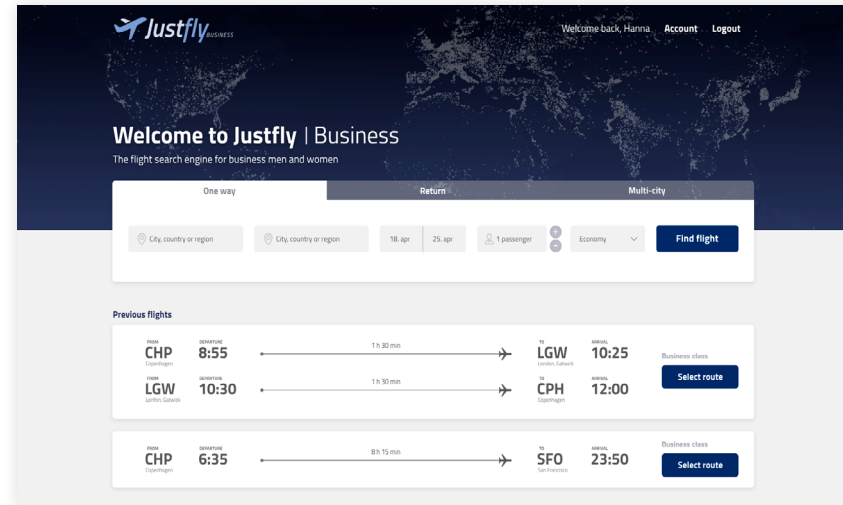 Justfly BUSINESS
Welcome back, Hanna Account Logout
Welcome to Justfly | Business
The flight search engine for business men and women
One way Return Multi-city
City, country or region City, country or region 18. apr 25. apr 1 passenger + - Economy Find flight
Previous flights
FROM DEPARTURE TO ARRIVAL
CHP 8:55 1 h 30 min LGW 10:25
Copenhagen London, Gatwick
Business class
FROM DEPARTURE TO ARRIVAL
LGW 10:30 1 h 30 min CPH 12:00
Lonfon, Gatwick Copenhagen
Select route
FROM DEPARTURE TO ARRIVAL
CHP 6:35 8 h 15 min SFO 23:50
Copenhagen San Francisco
Business class
Select route